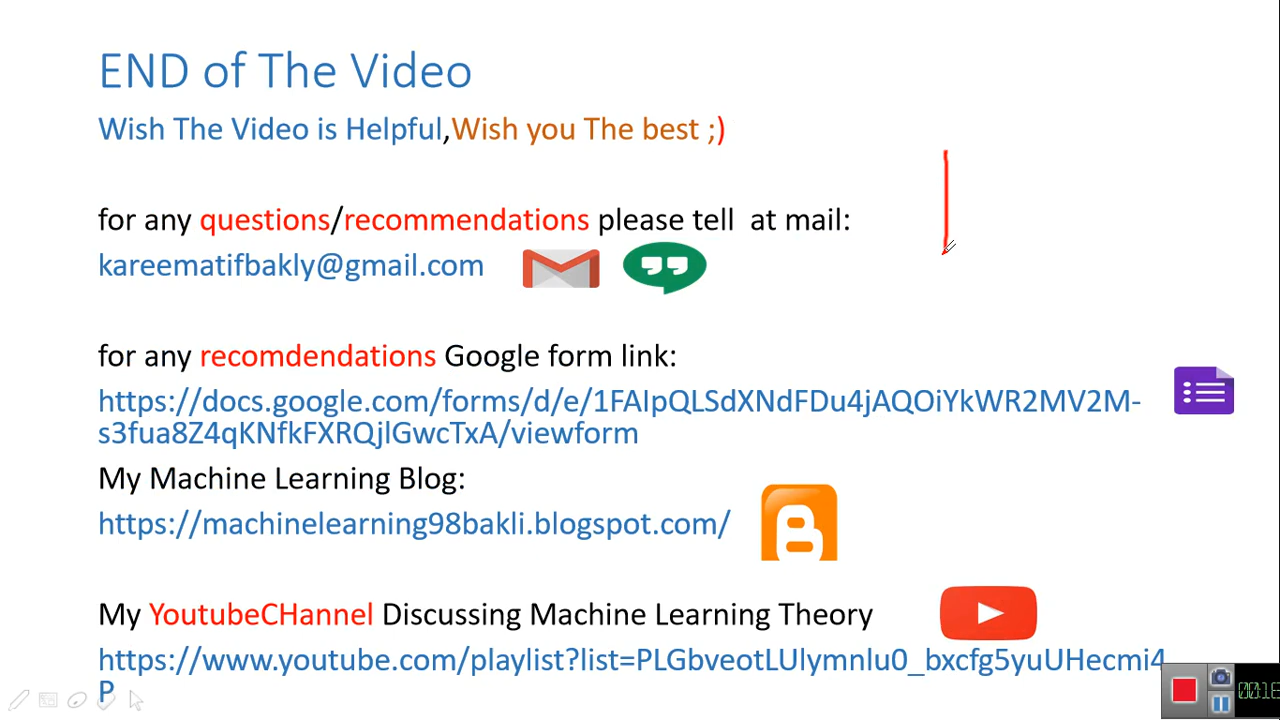 END of The Video
Wish The Video is Helpful,Wish you The best ;)
for any questions/recommendations please tell at mail:
kareematifbakly@gmail.com
for any recomdendations Google form link:
https://docs.google.com/forms/d/e/1FAIpQLSdXNdFDu4jAQOiYkWR2MV2M-
s3fua8Z4qKNfkFXRQjlGwcTxA/viewform
My Machine Learning Blog:
https://machinelearning98bakli.blogspot.com/
My YoutubeCHannel Discussing Machine Learning Theory
https://www.youtube.com/playlist?list=PLGbveotLUlymnlu0_bxcfg5yuUHecmi4
P